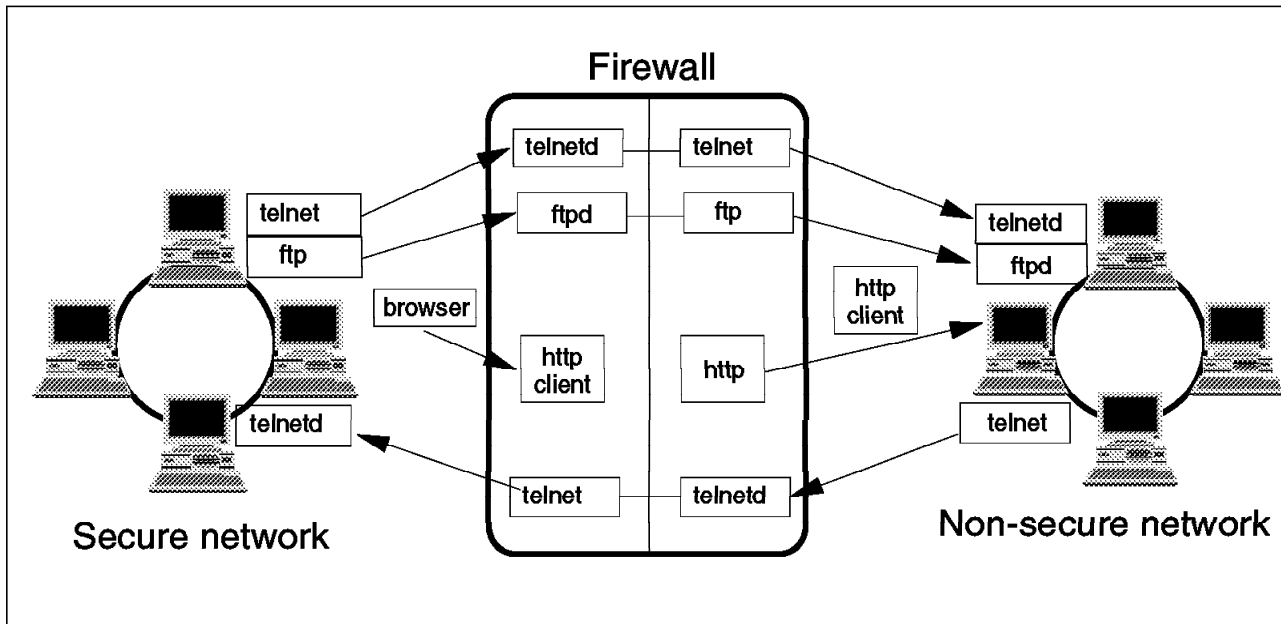 Firewall
telnetd
telnet
telnet
ftp
ftpd
ftp
telnetd
ftpd
browser
http
client
http
client
http
telnetd
telnet
telnet
telnetd
Secure network
Non-secure network